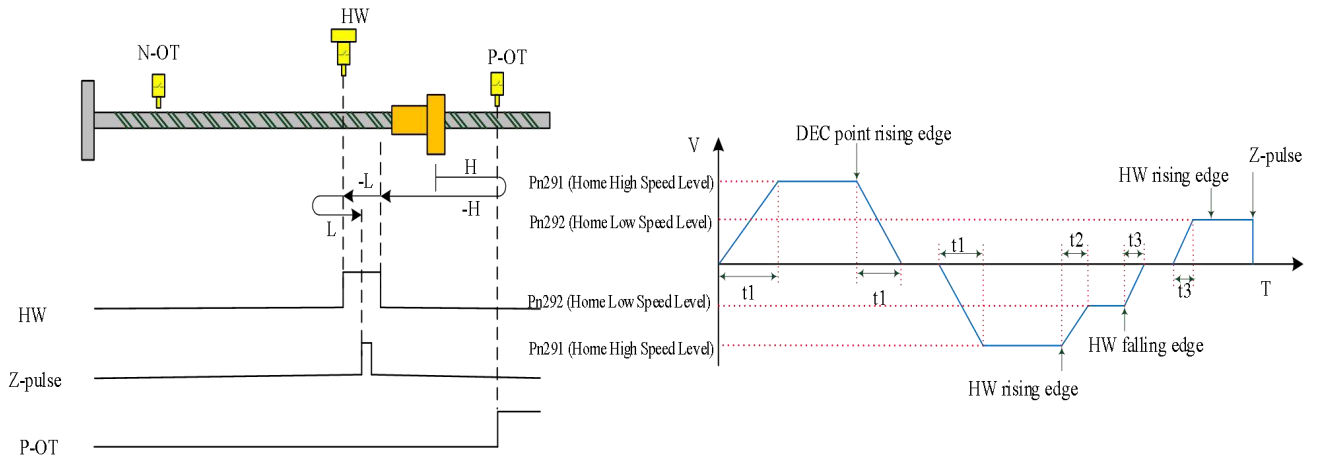 HW
N-OT
P-OT
H
-L
-H
L
HW
Z-pulse
P-OT
V
DEC point rising edge
Z-pulse
HW rising edge
Pn291 (Home High Speed Level)
Pn292 (Home Low Speed Level)
t1
t2
t3
t1
t1
t3
T
Pn292 (Home Low Speed Level)
Pn291 (Home High Speed Level)
HW falling edge
HW rising edge